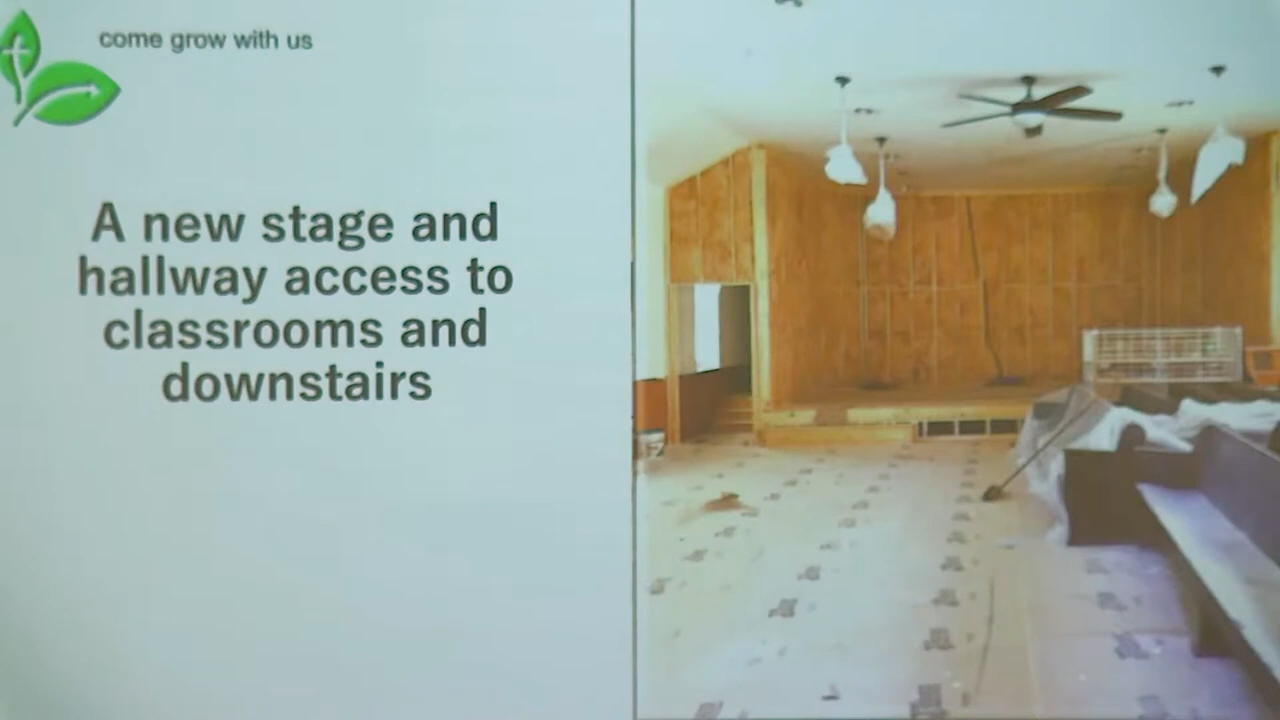 come grow with us
A new stage and
hallway access to
classrooms and
downstairs